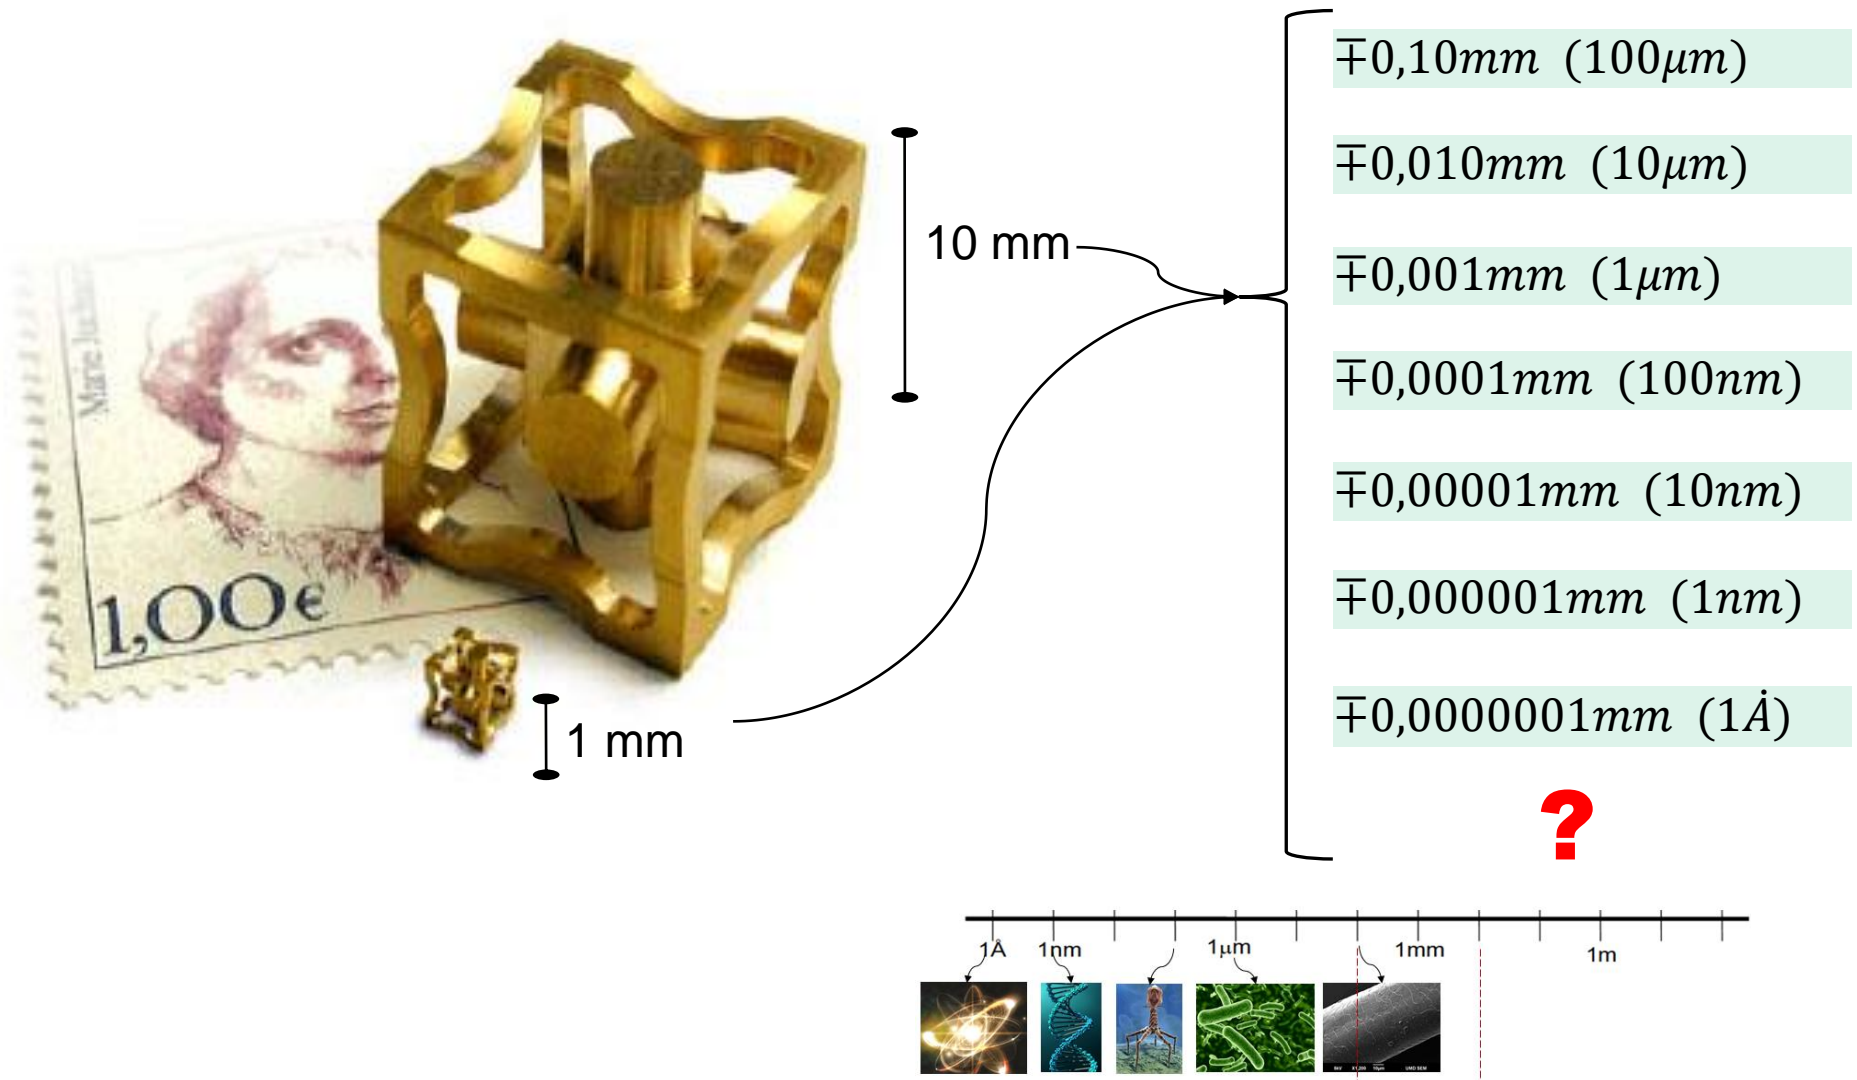 ∓0,10mm (100μm)
∓0,010mm (10μm)
10 mm
∓0,001mm (1μm)
∓0,0001mm (100nm)
∓0,00001mm (10nm)
1,00€
∓0,000001mm (1nm)
∓0,0000001mm (1Ȧ)
1 mm
?
1Å 1nm 1μm 1mm 1m